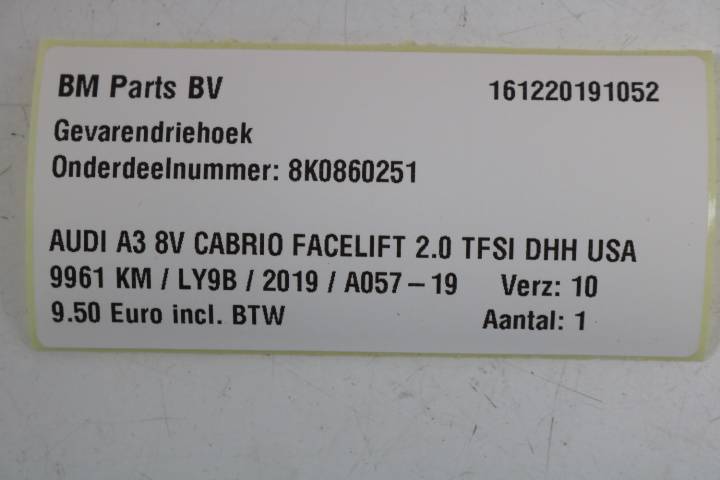 BM Parts BV 161220191052
Gevarendriehoek
Onderdeelnummer: 8K0860251
AUDI A3 8V CABRIO FACELIFT 2.0 TFSI DHH USA
9961 KM / LY9B / 2019 / A057-19 Verz: 10
9.50 Euro incl. BTW Aantal: 1